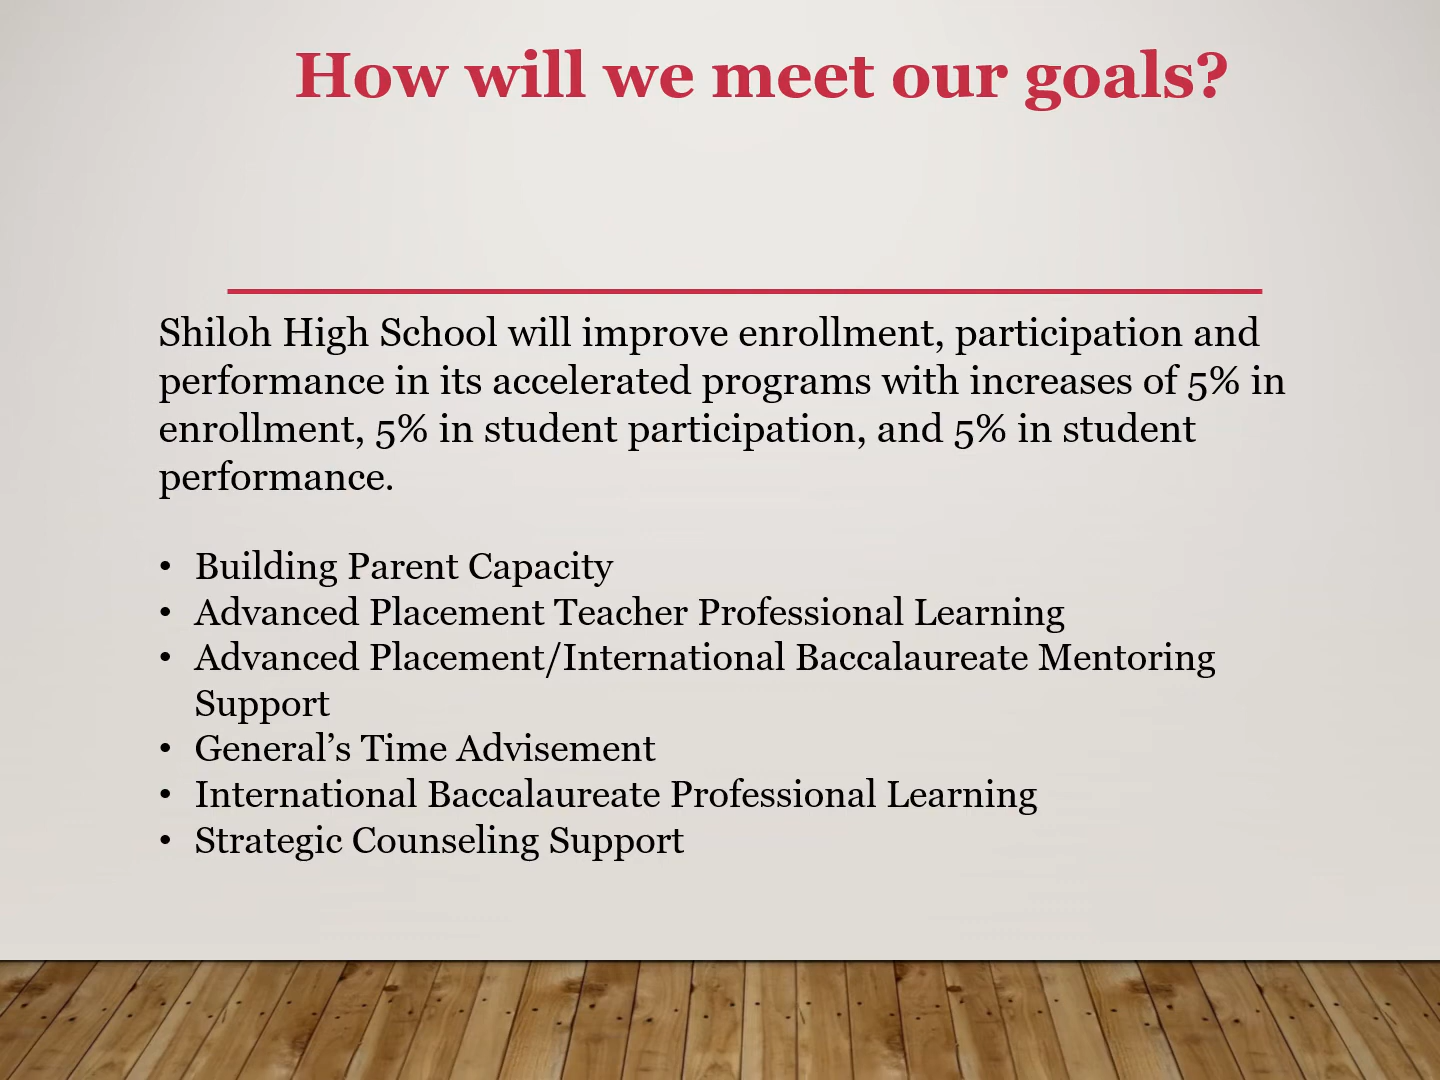 How will we meet our goals?
Shiloh High School will improve enrollment, participation and
performance in its accelerated programs with increases of 5% in
enrollment, 5% in student participation, and 5% in student
performance.
• Building Parent Capacity
• Advanced Placement Teacher Professional Learning
• Advanced Placement/International Baccalaureate Mentoring
Support
• General’s Time Advisement
• International Baccalaureate Professional Learning
• Strategic Counseling Support